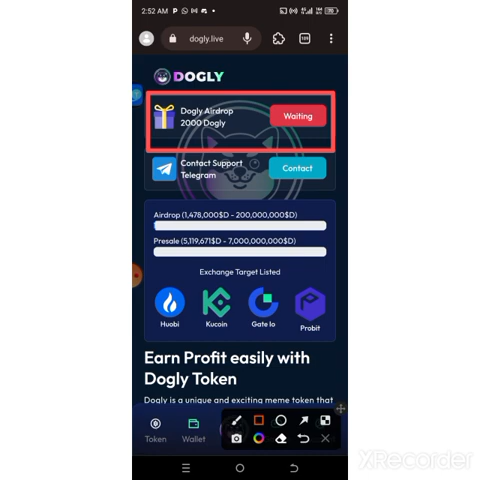 2:52 AM
dogly.live
109
DOGLY
Dogly Airdrop
2000 Dogly
Waiting
Contact Support
Telegram
Contact
Airdrop (1,478,000$D - 200,000,000$D)
Presale (5,119,671$D - 7,000,000,000$D)
Exchange Target Listed
Huobi
Kucoin
Gate Io
Probit
Earn Profit easily with
Dogly Token
Dogly is a unique and exciting meme token that
Token
Wallet
XRecorder